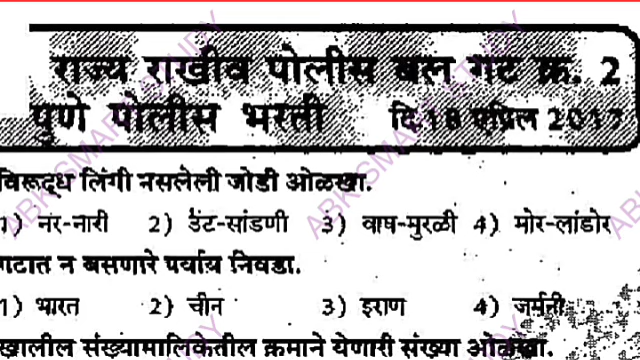 राज्य राखीव पोलीस बल गट क्र. 2
पुणे पोलीस भरती दि.18 एप्रिल 2017
विरूद्ध लिंगी नसलेली जोडी ओळखा.
1) नर-नारी 2) उंट-सांडणी 3) वाघ-मुरळी 4) मोर-लांडोर
गटात न बसणारे पर्याय निवडा.
1) भारत 2) चीन 3) इराण 4) जर्मनी
खालील संख्यामालिकेतील क्रमाने येणारी संख्या ओळखा.